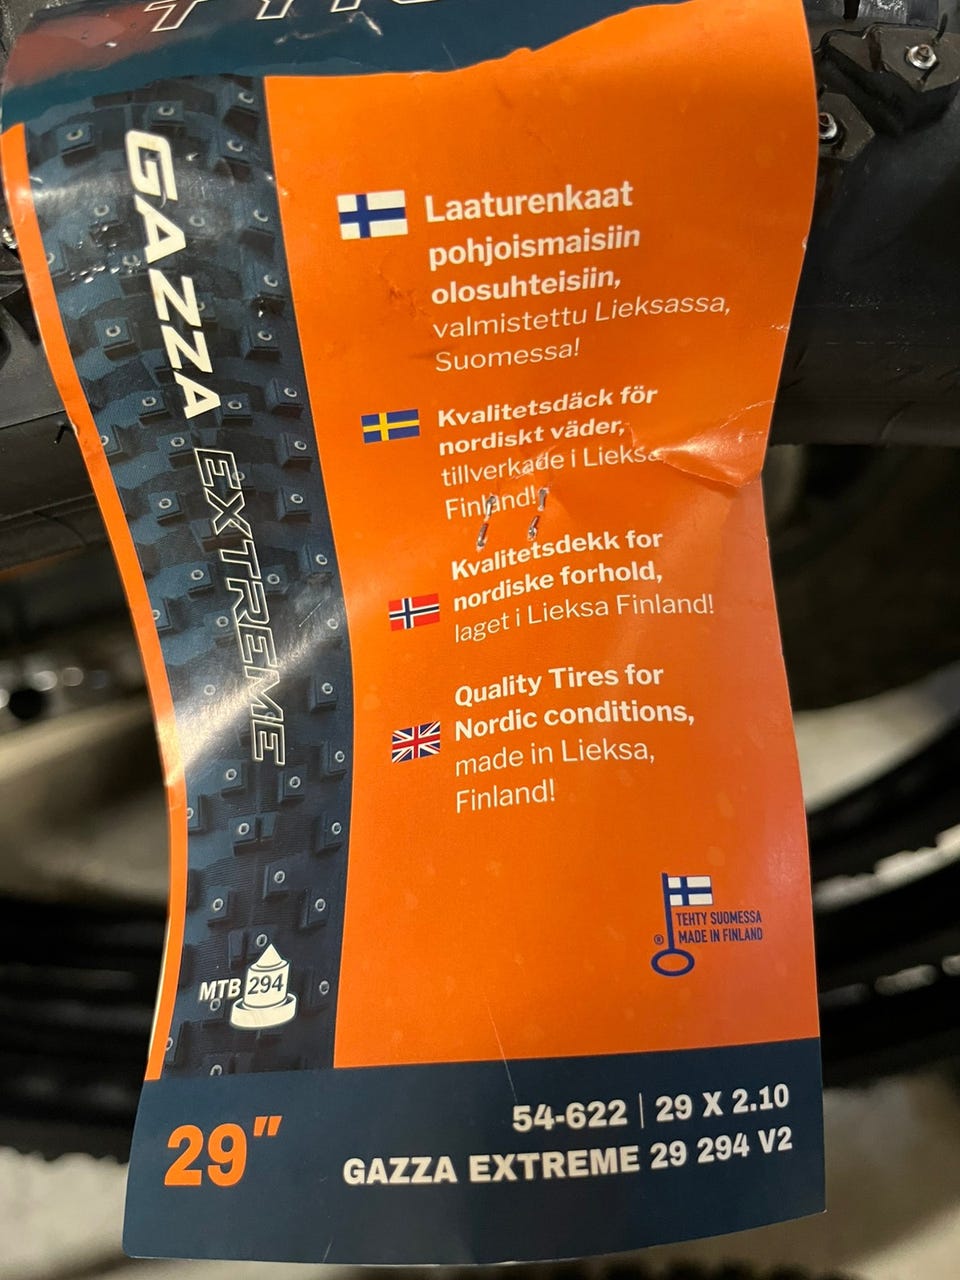 GAZZA EXTREME
Laaturenkaat
pohjoismaisiin
olosuhteisiin,
valmistettu Lieksassa,
Suomessa!
Kvalitetsdäck för
nordiskt väder,
tillverkade i Lieksa
Finland!
Kvalitetsdekk for
nordiske forhold,
laget i Lieksa Finland!
Quality Tires for
Nordic conditions,
made in Lieksa,
Finland!
TEHTY SUOMESSA
® MADE IN FINLAND
MTB 294
29"
54-622 | 29 X 2.10
GAZZA EXTREME 29 294 V2